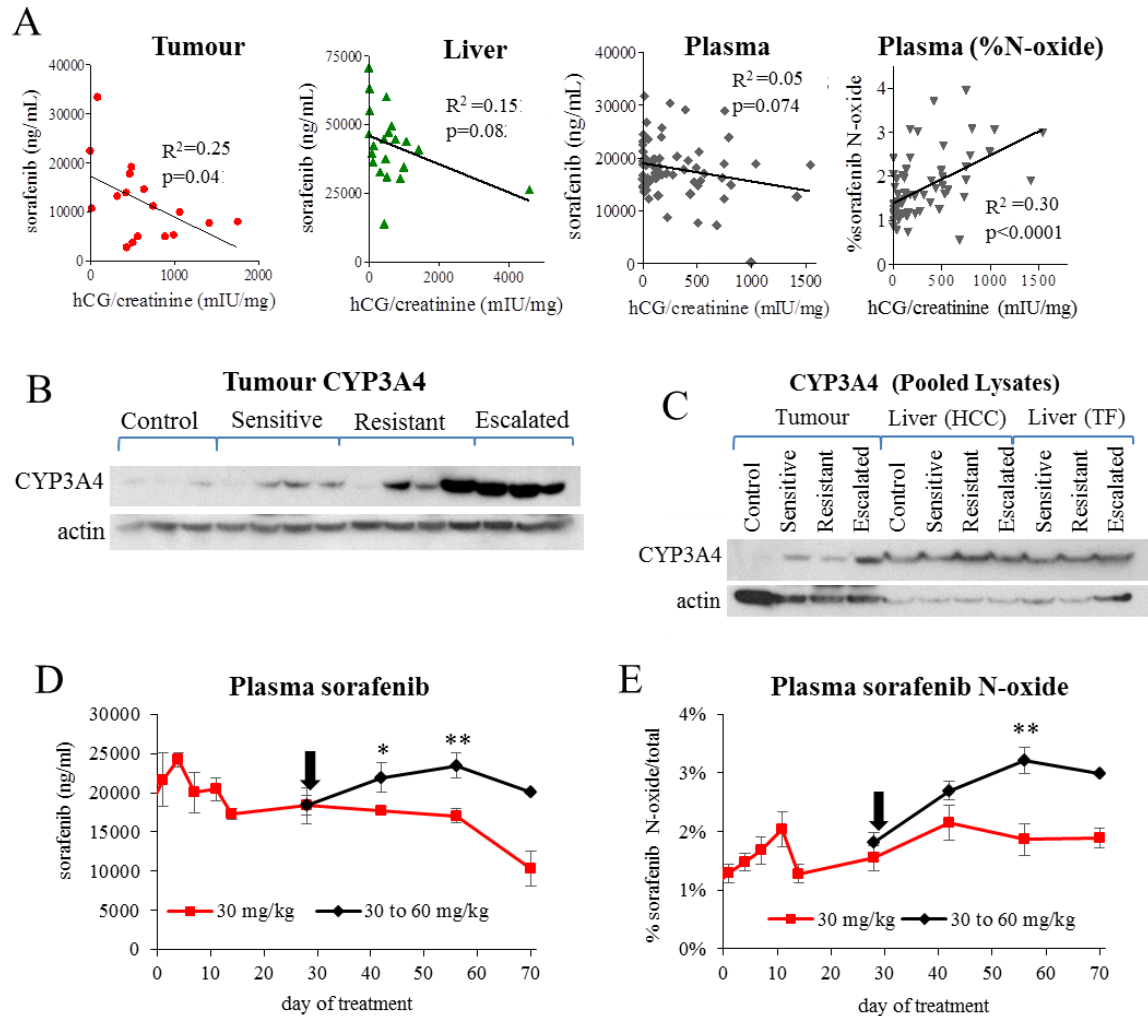 A
Tumour
Liver
Plasma
Plasma (%N-oxide)
sorafenib (ng/mL)
40000
30000
20000
10000
0
R²=0.25
p=0.04
0 1000 2000
hCG/creatinine (mIU/mg)
sorafenib (ng/mL)
75000
50000
25000
0
R²=0.15
p=0.08
0 2000 4000
hCG/creatinine (mIU/mg)
sorafenib (ng/mL)
40000
30000
20000
10000
0
R²=0.05
p=0.074
0 500 1000 1500
hCG/creatinine (mIU/mg)
%sorafenib N-oxide
4
3
2
1
0
R²=0.30
p<0.0001
0 500 1000 1500
hCG/creatinine (mIU/mg)
B
Tumour CYP3A4
Control Sensitive Resistant Escalated
CYP3A4
actin
C
CYP3A4 (Pooled Lysates)
Tumour Liver (HCC) Liver (TF)
Control Sensitive Resistant Escalated Control Sensitive Resistant Escalated Sensitive Resistant Escalated
CYP3A4
actin
D
Plasma sorafenib
sorafenib (ng/ml)
30000
25000
20000
15000
10000
5000
0
* **
30 mg/kg 30 to 60 mg/kg
0 10 20 30 40 50 60 70
day of treatment
E
Plasma sorafenib N-oxide
% sorafenib N-oxide/total
4%
3%
2%
1%
0%
**
30 mg/kg 30 to 60 mg/kg
0 10 20 30 40 50 60 70
day of treatment